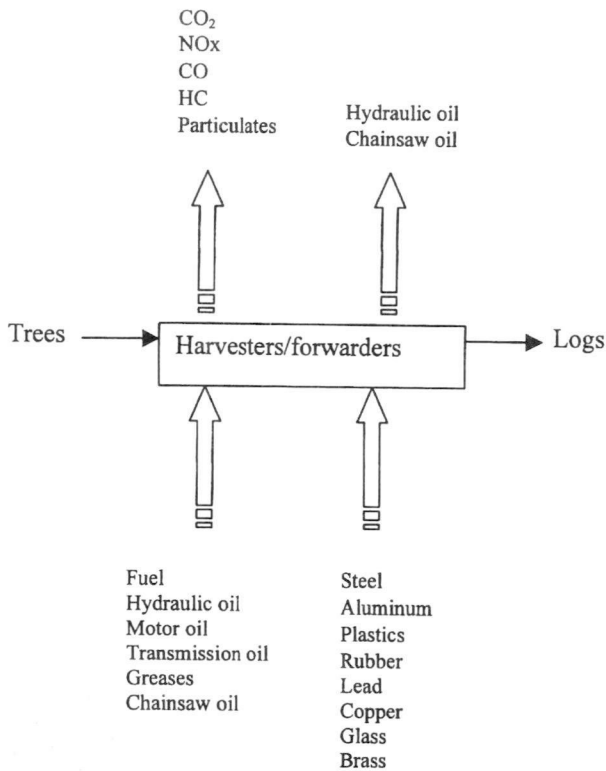 CO₂
NOx
CO
HC
Particulates
Hydraulic oil
Chainsaw oil
Trees
Harvesters/forwarders
Logs
Fuel
Hydraulic oil
Motor oil
Transmission oil
Greases
Chainsaw oil
Steel
Aluminum
Plastics
Rubber
Lead
Copper
Glass
Brass